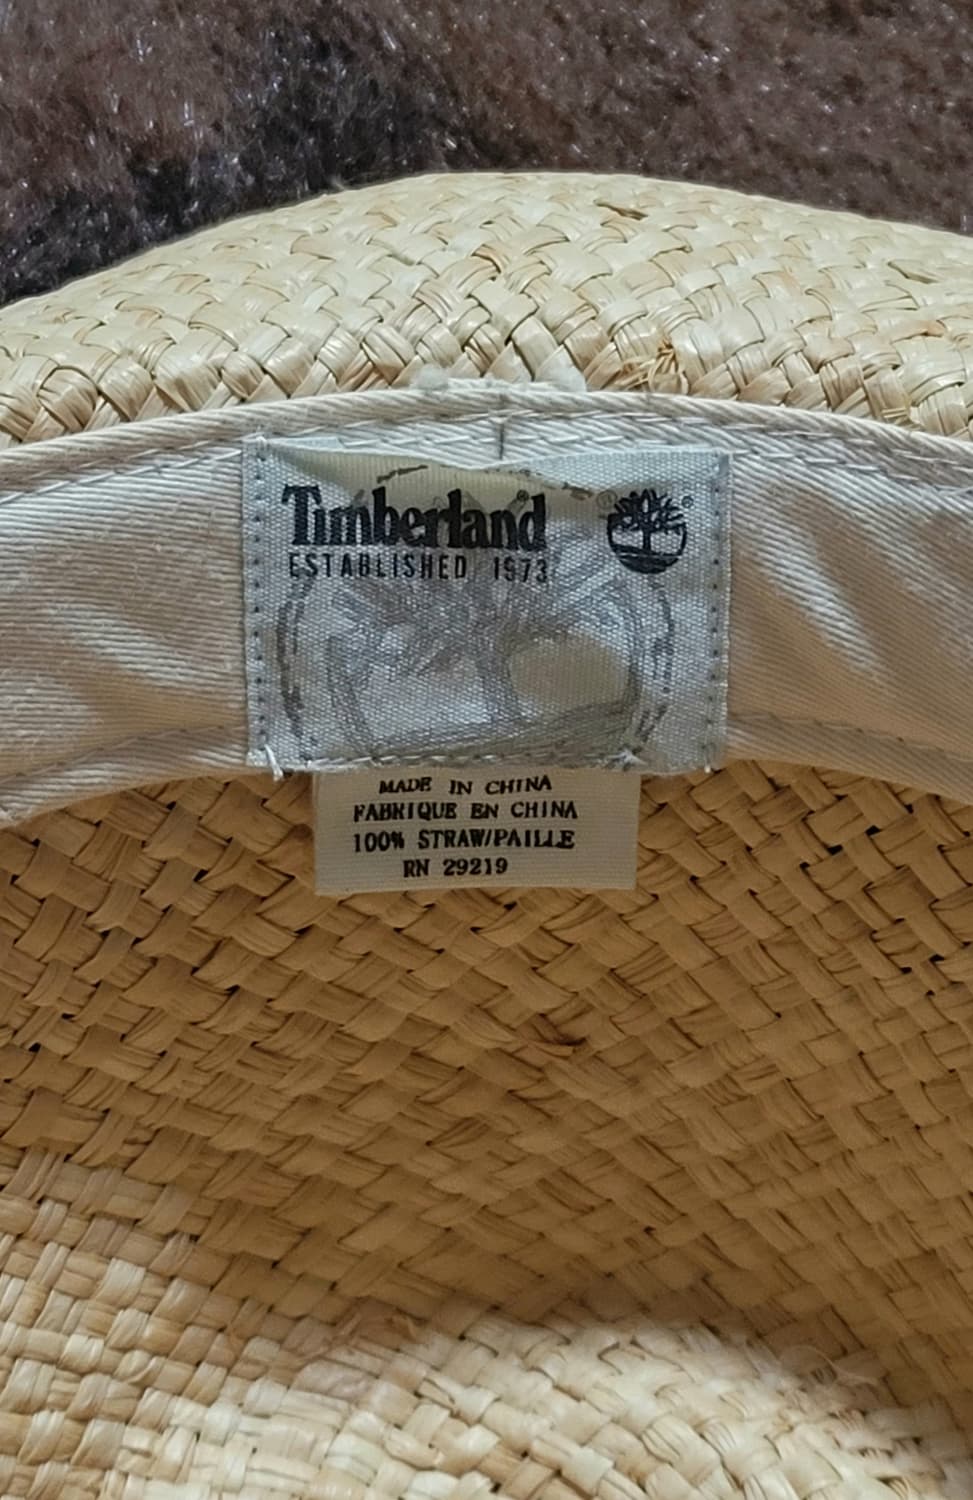 Timberland®
ESTABLISHED 1973
MADE IN CHINA
FABRIQUE EN CHINA
100% STRAW/PAILLE
RN 29219